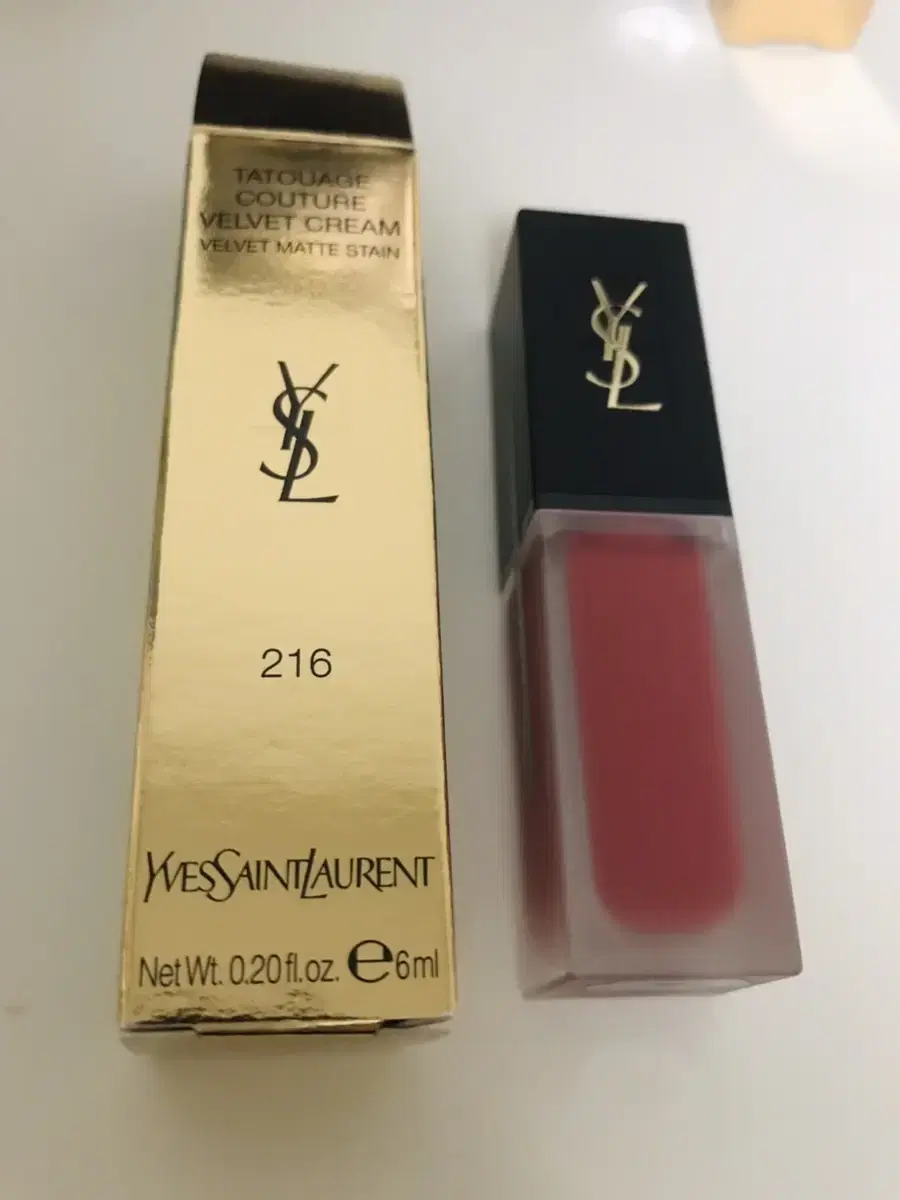 TATOUAGE
COUTURE
VELVET CREAM
VELVET MATTE STAIN
YSL
216
YVESSAINTLAURENT
Net Wt. 0.20 fl.oz. ℮6ml
YSL